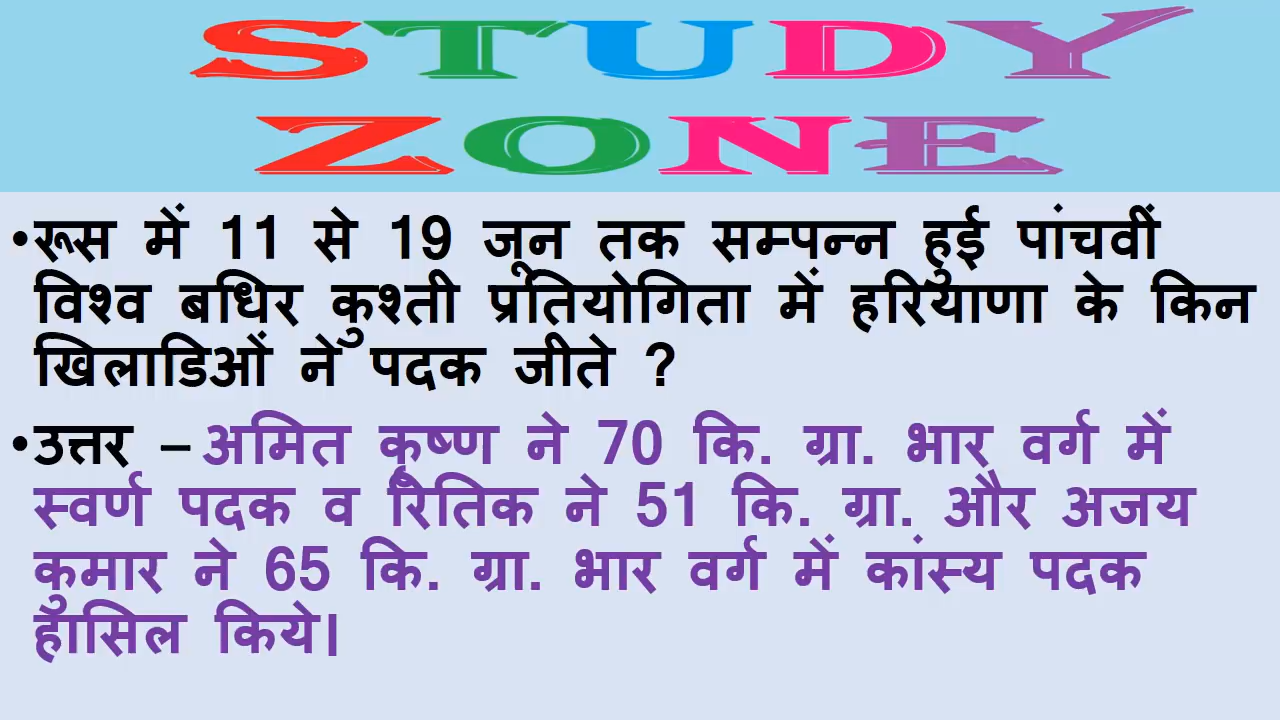 STUDY
ZONE
•रूस में 11 से 19 जून तक सम्पन्न हुई पांचवीं
विश्व बधिर कुश्ती प्रतियोगिता में हरियाणा के किन
खिलाडिओं ने पदक जीते ?
•उत्तर – अमित कृष्ण ने 70 कि. ग्रा. भार वर्ग में
स्वर्ण पदक व रितिक ने 51 कि. ग्रा. और अजय
कुमार ने 65 कि. ग्रा. भार वर्ग में कांस्य पदक
हासिल किये।